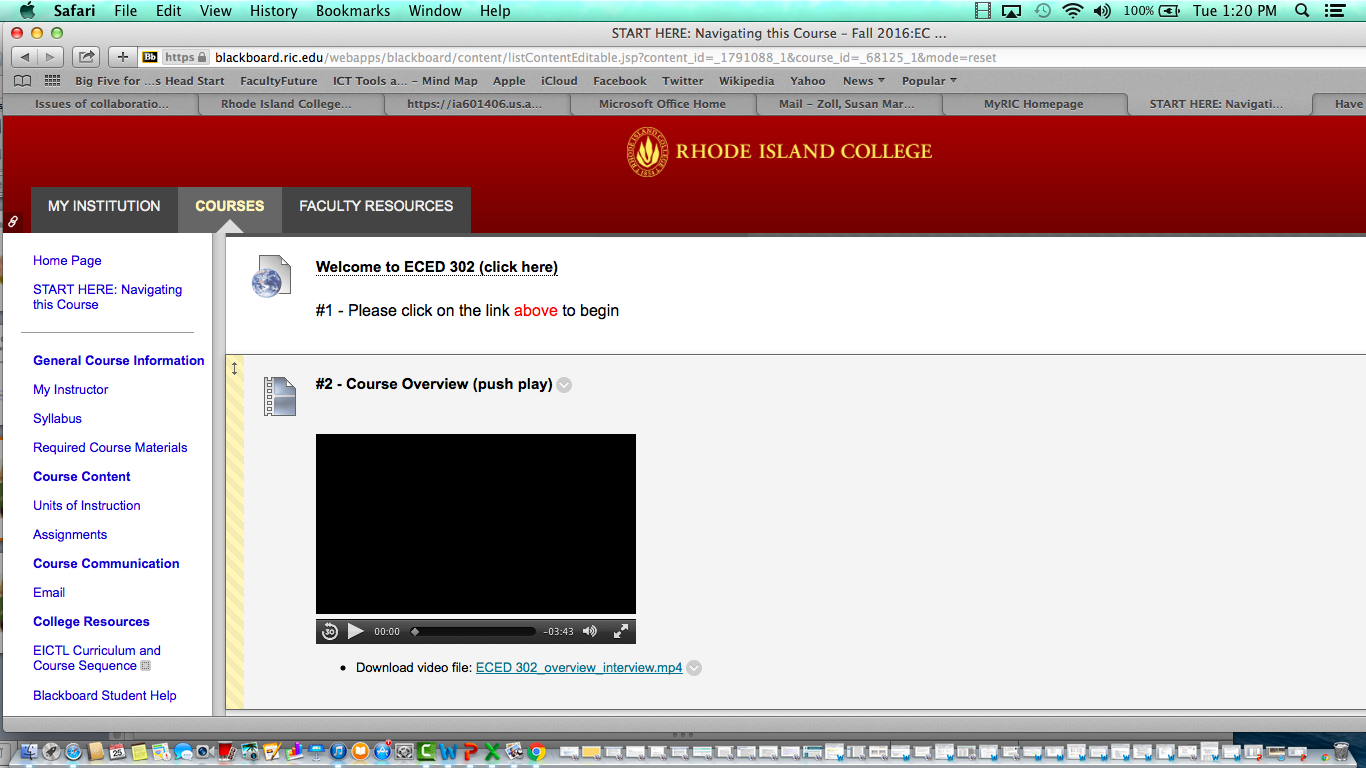 Safari File Edit View History Bookmarks Window Help 100% Tue 1:20 PM
START HERE: Navigating this Course – Fall 2016:EC ...
Bb https blackboard.ric.edu/webapps/blackboard/content/listContentEditable.jsp?content_id=_1791088_1&course_id=_68125_1&mode=reset
Big Five for ...s Head Start FacultyFuture ICT Tools a... – Mind Map Apple iCloud Facebook Twitter Wikipedia Yahoo News Popular
Issues of collaboratio... Rhode Island College... https://ia601406.us.a... Microsoft Office Home Mail – Zoll, Susan Mar... MyRIC Homepage START HERE: Navigati... Have
RHODE ISLAND COLLEGE
MY INSTITUTION COURSES FACULTY RESOURCES
Home Page
START HERE: Navigating
this Course
General Course Information
My Instructor
Syllabus
Required Course Materials
Course Content
Units of Instruction
Assignments
Course Communication
Email
College Resources
EICTL Curriculum and
Course Sequence
Blackboard Student Help
Welcome to ECED 302 (click here)
#1 - Please click on the link above to begin
#2 - Course Overview (push play)
30 00:00 –03:43
Download video file: ECED 302_overview_interview.mp4
25